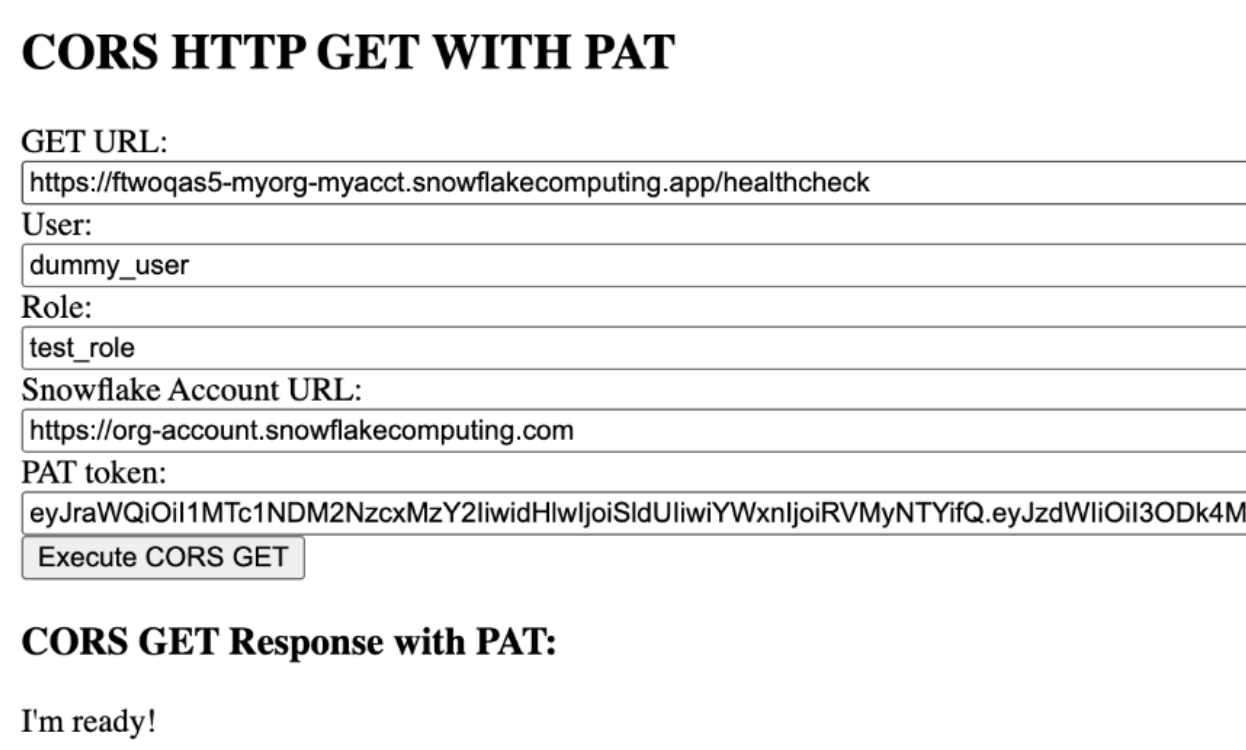 CORS HTTP GET WITH PAT
GET URL:
https://ftwoqas5-myorg-myacct.snowflakecomputing.app/healthcheck
User:
dummy_user
Role:
test_role
Snowflake Account URL:
https://org-account.snowflakecomputing.com
PAT token:
eyJraWQiOiI1MTc1NDM2NzcxMzY2IiwidHlwIjoiSldUIiwiYWxnIjoiRVMyNTYifQ.eyJzdWIiOiI3ODk4M
Execute CORS GET
CORS GET Response with PAT:
I'm ready!